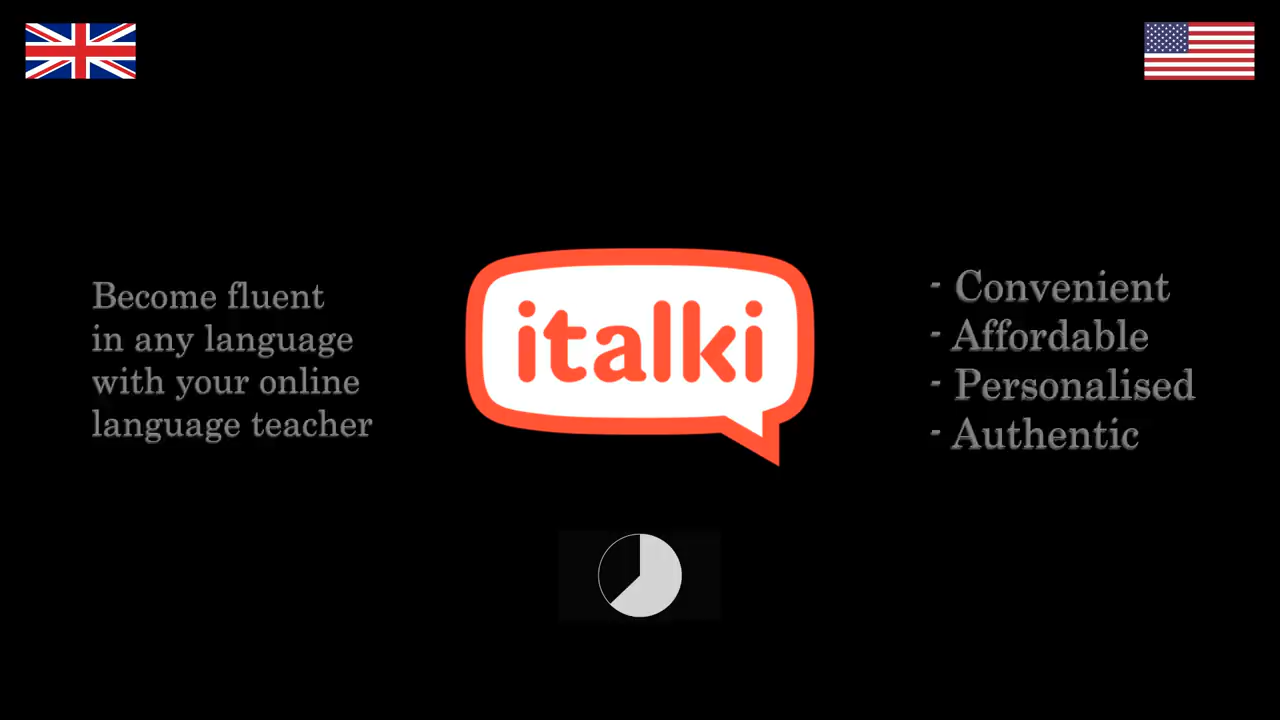 Become fluent
in any language
with your online
language teacher
italki
- Convenient
- Affordable
- Personalised
- Authentic